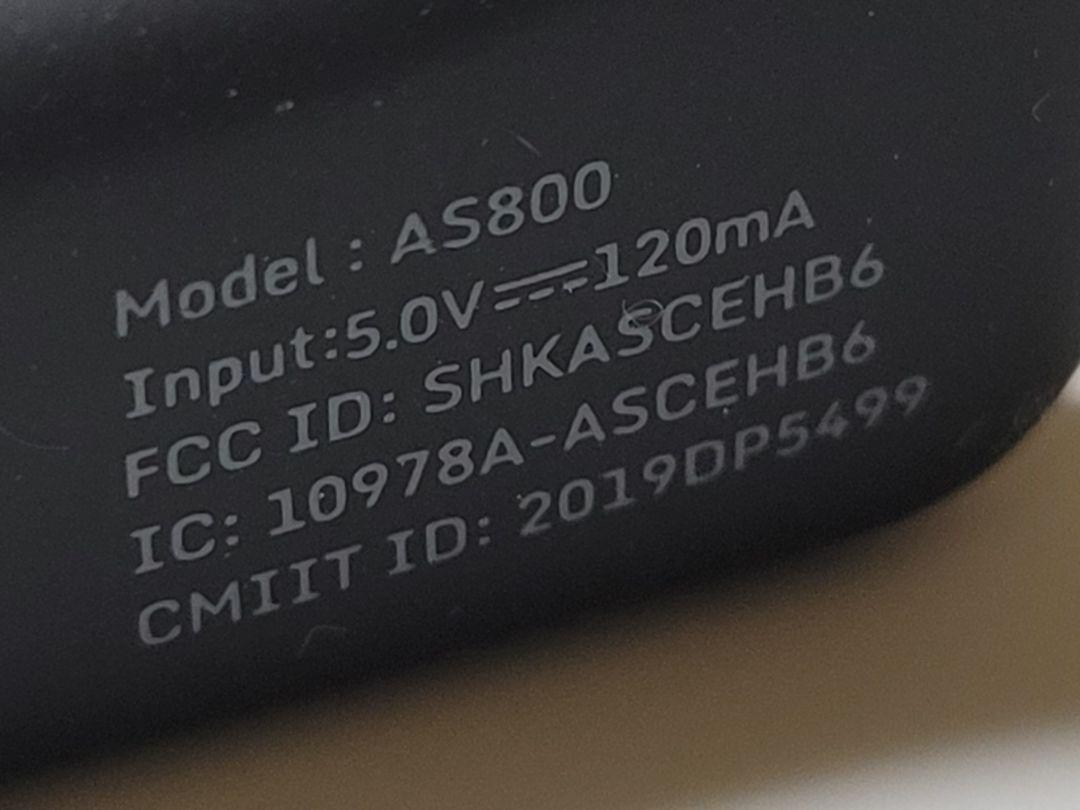 Model : AS800
Input:5.0V⎓120mA
FCC ID: SHKASCEHB6
IC: 10978A-ASCEHB6
CMIIT ID: 2019DP5499